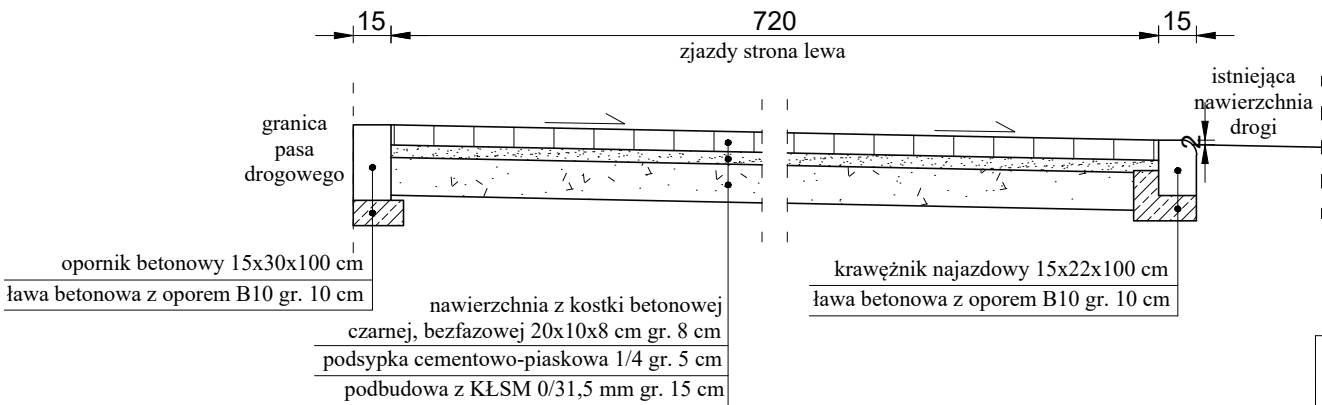 15
720
15
zjazdy strona lewa
istniejąca
nawierzchnia
drogi
granica
pasa
drogowego
2
opornik betonowy 15x30x100 cm
ława betonowa z oporem B10 gr. 10 cm
krawężnik najazdowy 15x22x100 cm
ława betonowa z oporem B10 gr. 10 cm
nawierzchnia z kostki betonowej
czarnej, bezfazowej 20x10x8 cm gr. 8 cm
podsypka cementowo-piaskowa 1/4 gr. 5 cm
podbudowa z KŁSM 0/31,5 mm gr. 15 cm